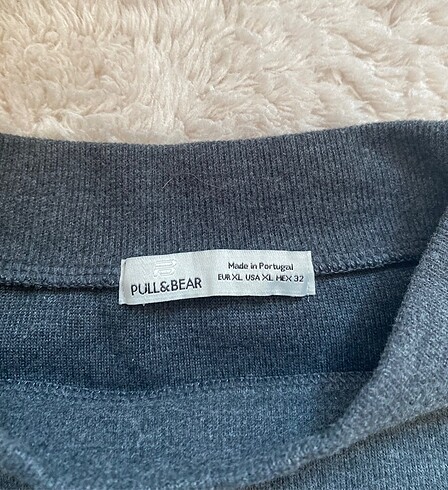 PULL&BEAR
Made in Portugal
EUR XL USA XL MEX 32